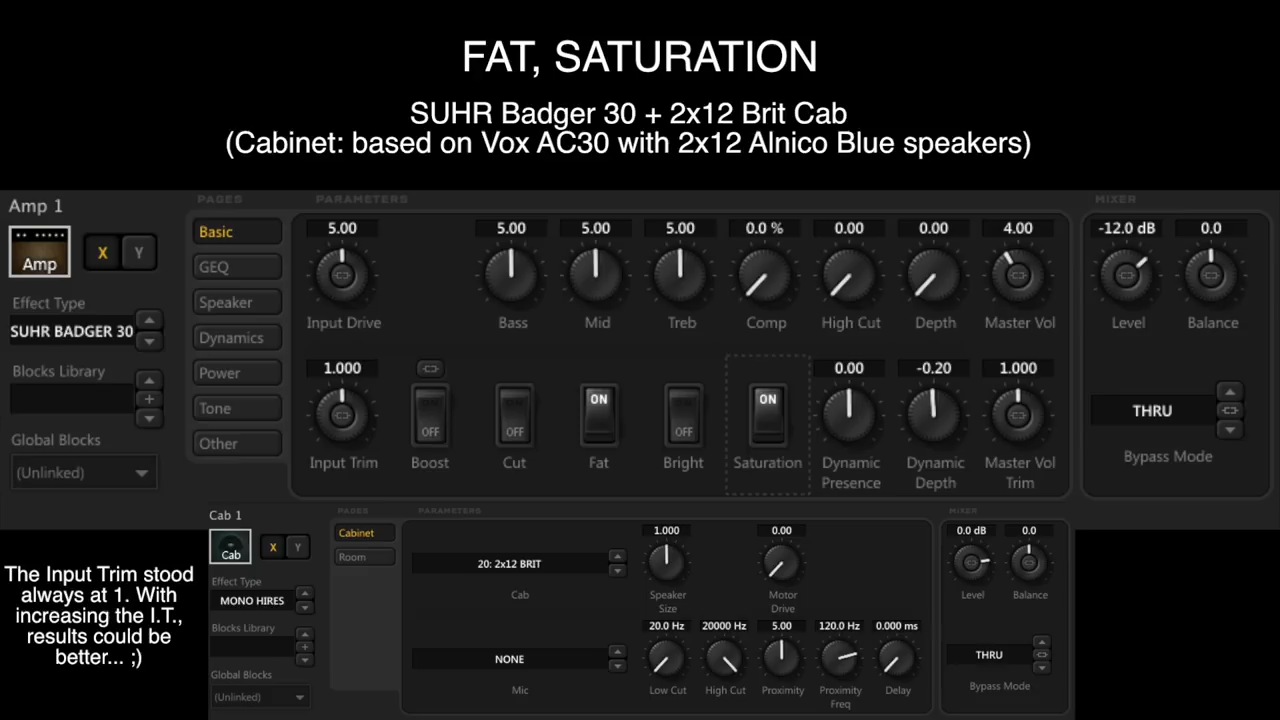 FAT, SATURATION
SUHR Badger 30 + 2x12 Brit Cab
(Cabinet: based on Vox AC30 with 2x12 Alnico Blue speakers)
Amp 1
PAGES
PARAMETERS
MIXER
Amp
X
Y
Effect Type
SUHR BADGER 30
Blocks Library
Global Blocks
(Unlinked)
Basic
GEQ
Speaker
Dynamics
Power
Tone
Other
5.00
5.00
5.00
5.00
0.0 %
0.00
0.00
4.00
Input Drive
Bass
Mid
Treb
Comp
High Cut
Depth
Master Vol
1.000
0.00
-0.20
1.000
OFF
OFF
ON
OFF
ON
Input Trim
Boost
Cut
Fat
Bright
Saturation
Dynamic Presence
Dynamic Depth
Master Vol Trim
-12.0 dB
0.0
Level
Balance
THRU
Bypass Mode
The Input Trim stood
always at 1. With
increasing the I.T.,
results could be
better... ;)
Cab 1
PAGES
PARAMETERS
MIXER
Cab
X
Y
Effect Type
MONO HIRES
Blocks Library
Global Blocks
(Unlinked)
Cabinet
Room
20: 2x12 BRIT
Cab
1.000
0.00
Speaker Size
Motor Drive
NONE
Mic
20.0 Hz
20000 Hz
5.00
120.0 Hz
0.000 ms
Low Cut
High Cut
Proximity
Proximity Freq
Delay
0.0 dB
0.0
Level
Balance
THRU
Bypass Mode